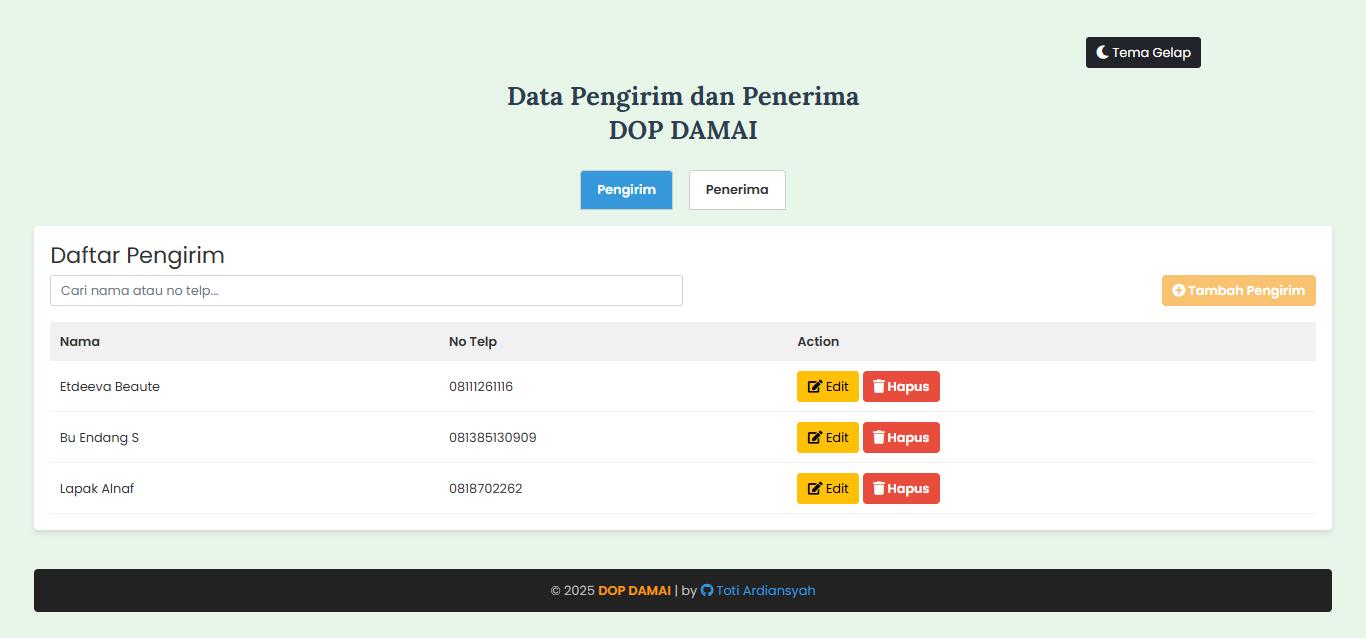 Tema Gelap
Data Pengirim dan Penerima
DOP DAMAI
Pengirim Penerima
Daftar Pengirim
Cari nama atau no telp...
Tambah Pengirim
Nama No Telp Action
Etdeeva Beaute 08111261116 Edit Hapus
Bu Endang S 081385130909 Edit Hapus
Lapak Alnaf 0818702262 Edit Hapus
© 2025 DOP DAMAI | by Toti Ardiansyah